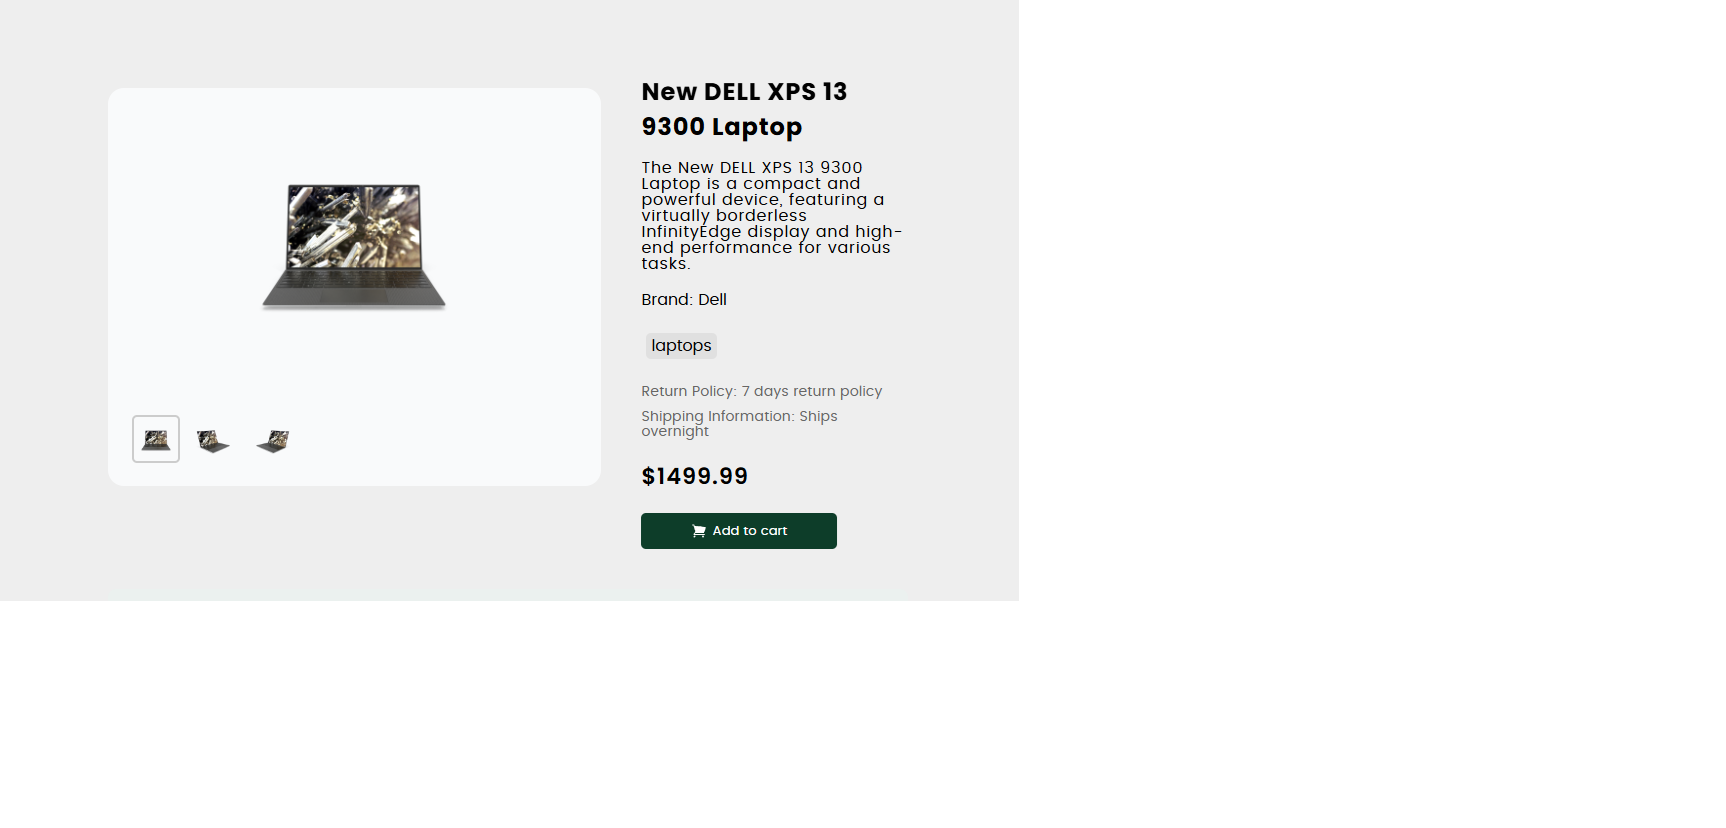 New DELL XPS 13
9300 Laptop
The New DELL XPS 13 9300
Laptop is a compact and
powerful device, featuring a
virtually borderless
InfinityEdge display and high-
end performance for various
tasks.
Brand: Dell
laptops
Return Policy: 7 days return policy
Shipping Information: Ships
overnight
$1499.99
Add to cart